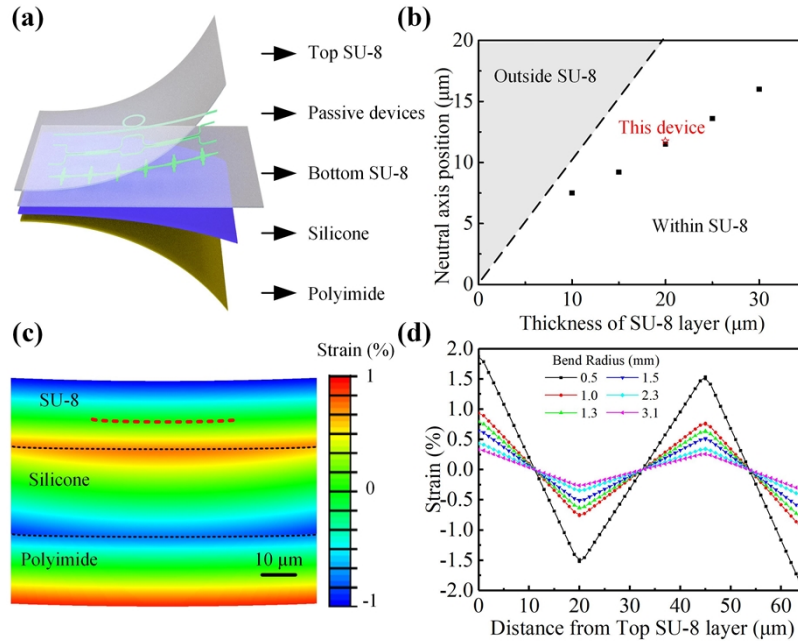 (a)
Top SU-8
Passive devices
Bottom SU-8
Silicone
Polyimide
(b)
20
15
10
5
0
Neutral axis position (μm)
Outside SU-8
This device
Within SU-8
0 10 20 30
Thickness of SU-8 layer (μm)
(c)
Strain (%)
SU-8
Silicone
Polyimide
10 μm
1
0
-1
(d)
2.0
1.5
1.0
0.5
0.0
-0.5
-1.0
-1.5
-2.0
Strain (%)
Bend Radius (mm)
0.5 1.5
1.0 2.3
1.3 3.1
0 10 20 30 40 50 60
Distance from Top SU-8 layer (μm)